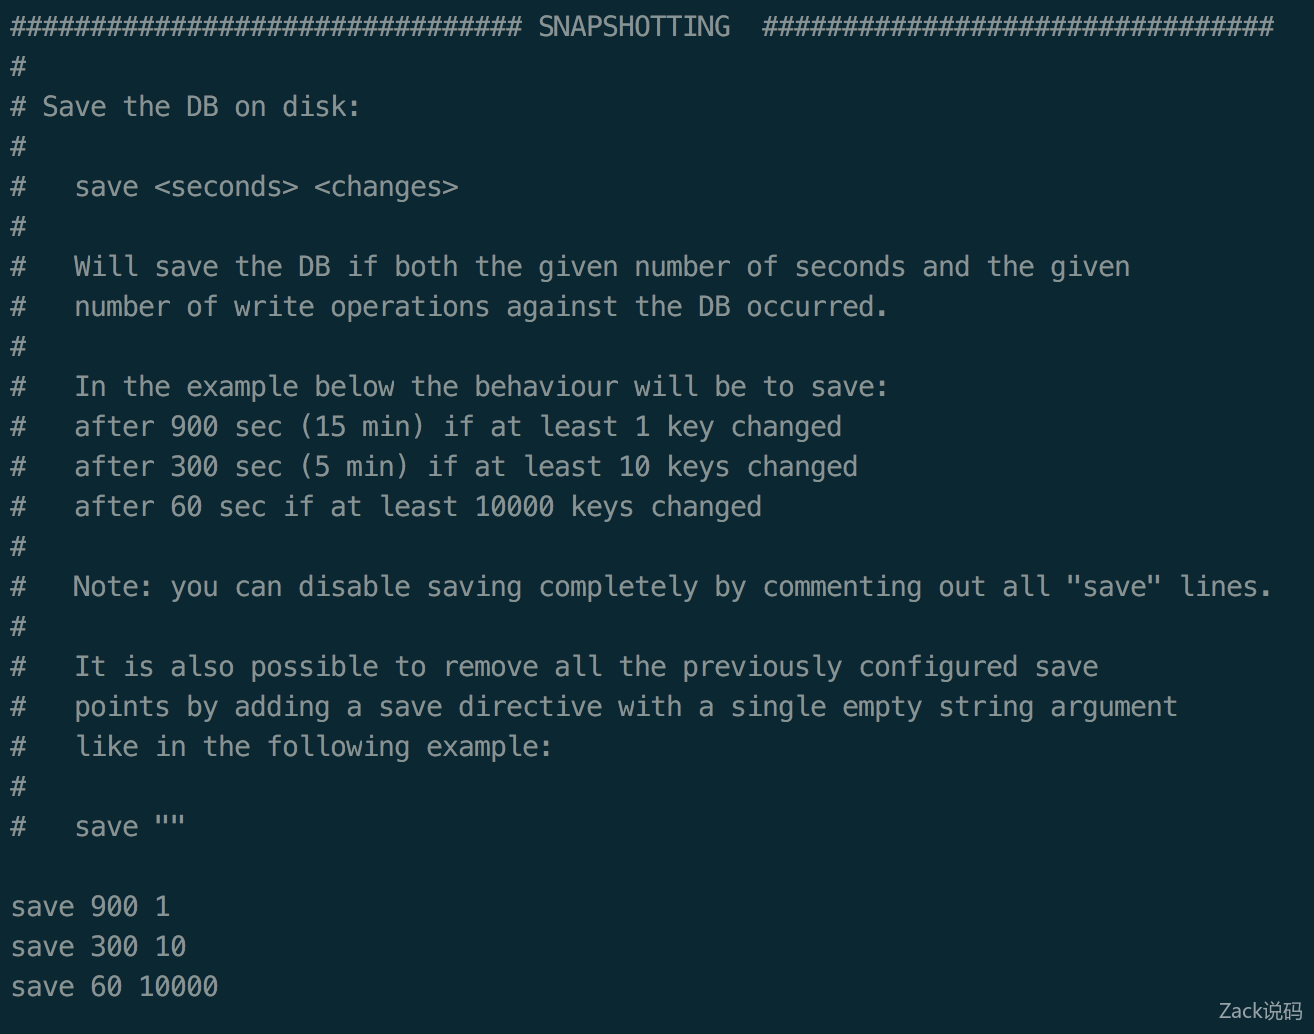 ################################ SNAPSHOTTING  ################################
#
# Save the DB on disk:
#
#   save <seconds> <changes>
#
#   Will save the DB if both the given number of seconds and the given
#   number of write operations against the DB occurred.
#
#   In the example below the behaviour will be to save:
#   after 900 sec (15 min) if at least 1 key changed
#   after 300 sec (5 min) if at least 10 keys changed
#   after 60 sec if at least 10000 keys changed
#
#   Note: you can disable saving completely by commenting out all "save" lines.
#
#   It is also possible to remove all the previously configured save
#   points by adding a save directive with a single empty string argument
#   like in the following example:
#
#   save ""

save 900 1
save 300 10
save 60 10000
Zack说码